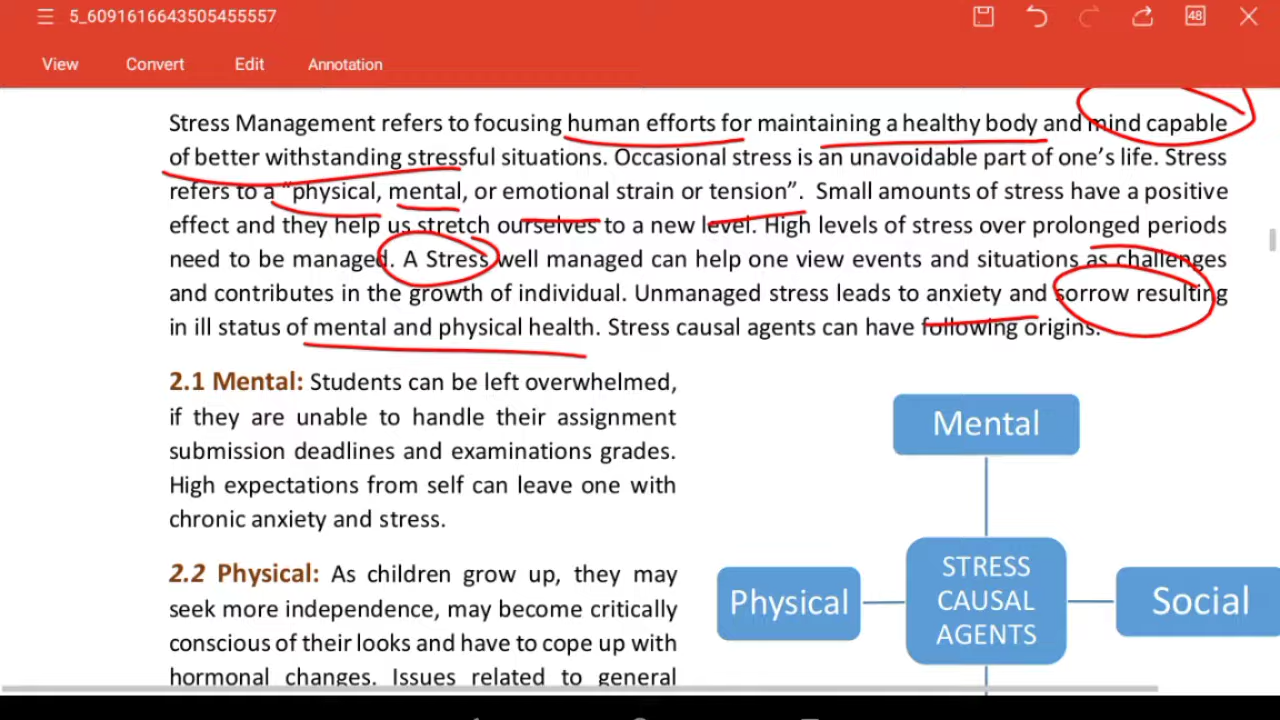 5_6091616643505455557
48
View Convert Edit Annotation
Stress Management refers to focusing human efforts for maintaining a healthy body and mind capable
of better withstanding stressful situations. Occasional stress is an unavoidable part of one's life. Stress
refers to a "physical, mental, or emotional strain or tension". Small amounts of stress have a positive
effect and they help us stretch ourselves to a new level. High levels of stress over prolonged periods
need to be managed. A Stress well managed can help one view events and situations as challenges
and contributes in the growth of individual. Unmanaged stress leads to anxiety and sorrow resulting
in ill status of mental and physical health. Stress causal agents can have following origins.
2.1 Mental: Students can be left overwhelmed,
if they are unable to handle their assignment
submission deadlines and examinations grades.
High expectations from self can leave one with
chronic anxiety and stress.
2.2 Physical: As children grow up, they may
seek more independence, may become critically
conscious of their looks and have to cope up with
hormonal changes. Issues related to general
Mental
Physical
STRESS
CAUSAL
AGENTS
Social